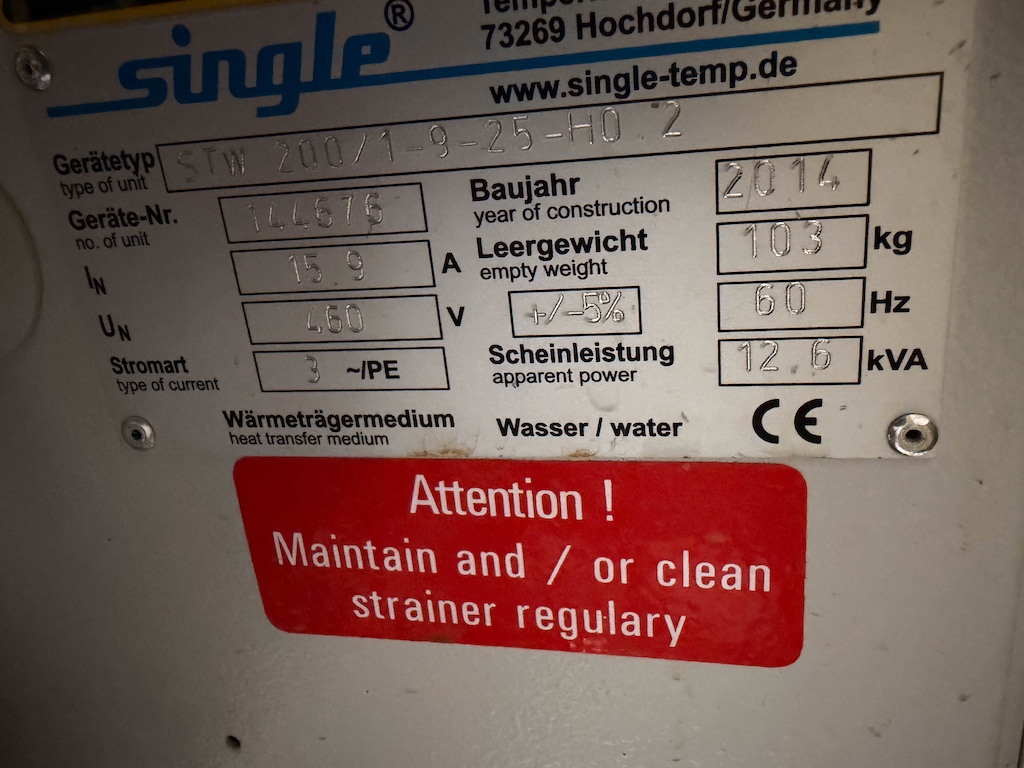 single ®
73269 Hochdorf/Germany
www.single-temp.de
Gerätetyp STW 200/1-9-25-H0.2
type of unit
Geräte-Nr. 144676
no. of unit
Baujahr 2014
year of construction
IN 15.9 A
Leergewicht 103 kg
empty weight
UN 460 V +/-5% 60 Hz
Stromart 3 ~/PE
type of current
Scheinleistung 12.6 kVA
apparent power
Wärmeträgermedium Wasser / water CE
heat transfer medium
Attention !
Maintain and / or clean
strainer regulary